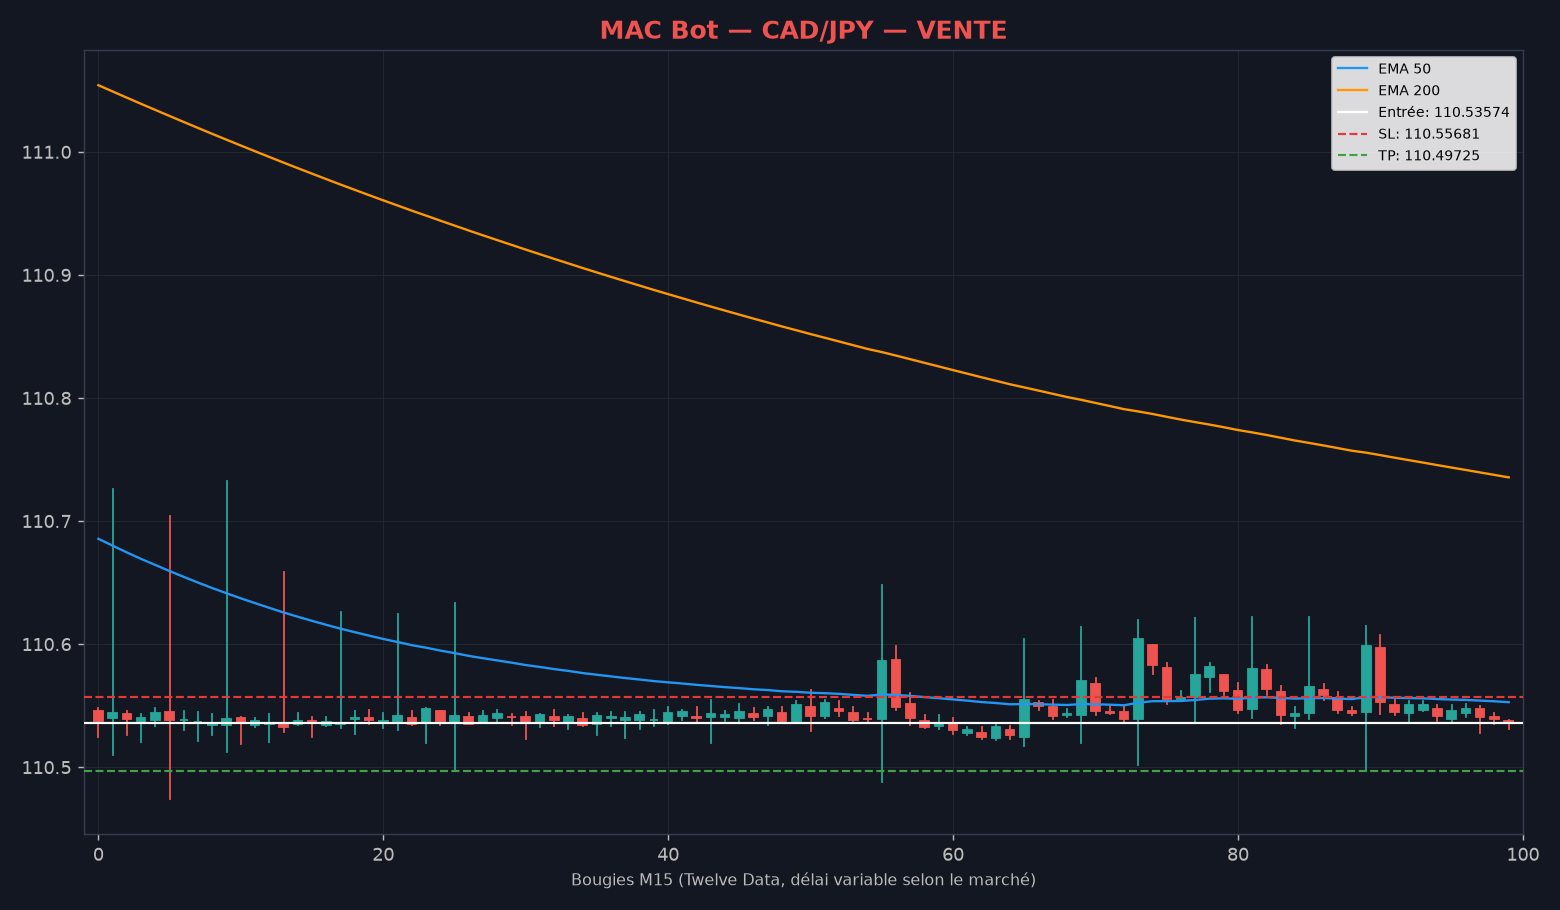 MAC Bot — CAD/JPY — VENTE
EMA 50
EMA 200
Entrée: 110.53574
SL: 110.55681
TP: 110.49725
111.0
110.9
110.8
110.7
110.6
110.5
0 20 40 60 80 100
Bougies M15 (Twelve Data, délai variable selon le marché)